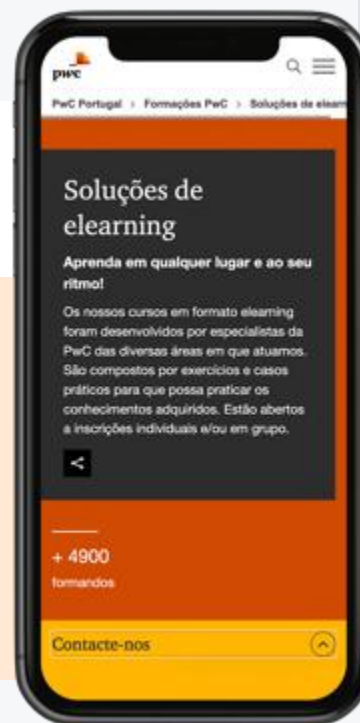 pwc
PwC Portugal > Formações PwC > Soluções de elearn
Soluções de
elearning
Aprenda em qualquer lugar e ao seu
ritmo!
Os nossos cursos em formato elearning
foram desenvolvidos por especialistas da
PwC das diversas áreas em que atuamos.
São compostos por exercícios e casos
práticos para que possa praticar os
conhecimentos adquiridos. Estão abertos
a inscrições individuais e/ou em grupo.
+ 4900
formandos
Contacte-nos